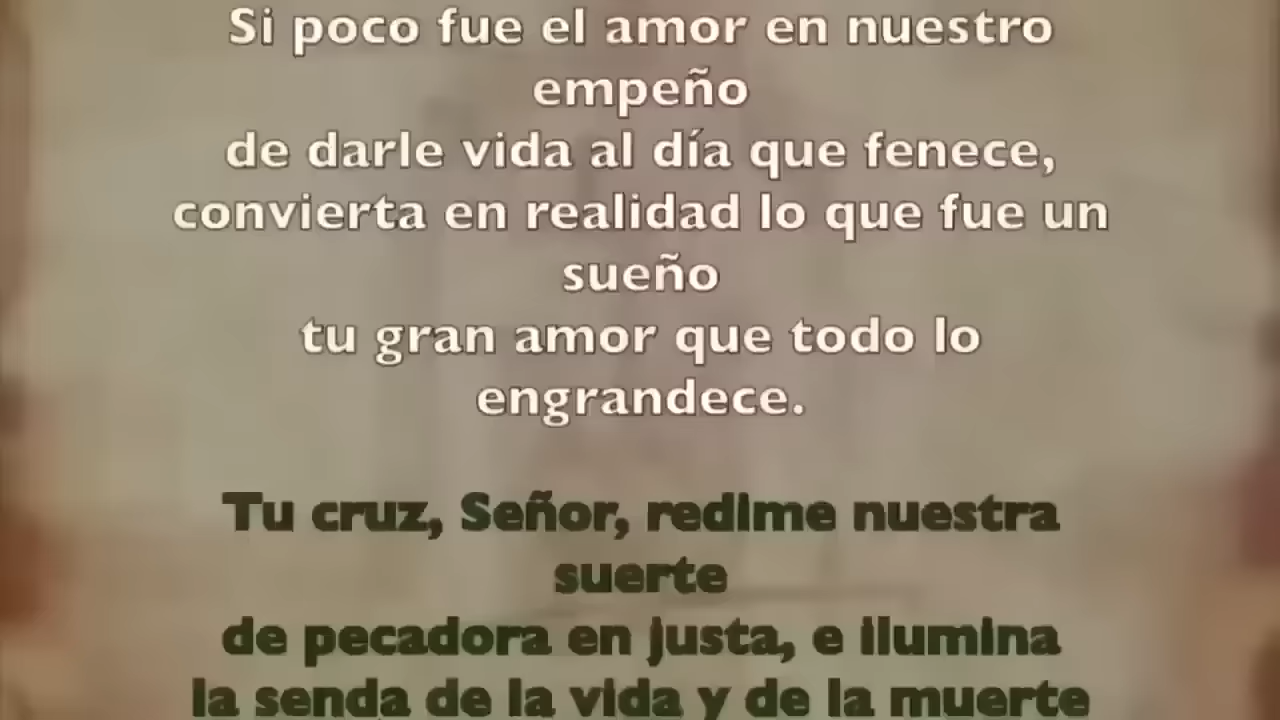 Si poco fue el amor en nuestro
empeño
de darle vida al día que fenece,
convierta en realidad lo que fue un
sueño
tu gran amor que todo lo
engrandece.
Tu cruz, Señor, redime nuestra
suerte
de pecadora en justa, e ilumina
la senda de la vida y de la muerte